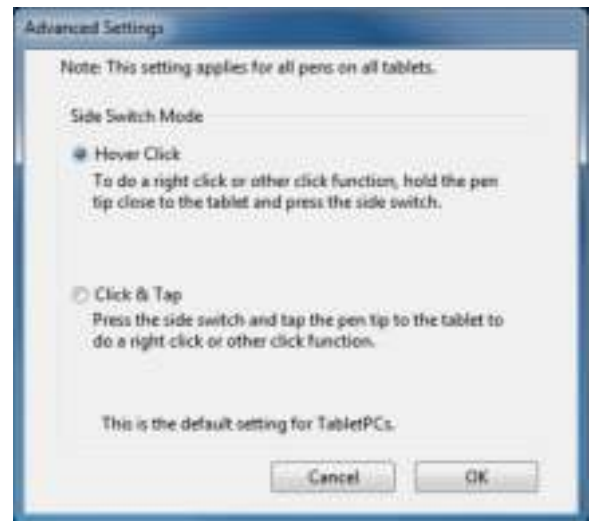 Advanced Settings
Note: This setting applies for all pens on all tablets.
Side Switch Mode
Hover Click
To do a right click or other click function, hold the pen
tip close to the tablet and press the side switch.
Click & Tap
Press the side switch and tap the pen tip to the tablet to
do a right click or other click function.
This is the default setting for TabletPCs.
Cancel OK